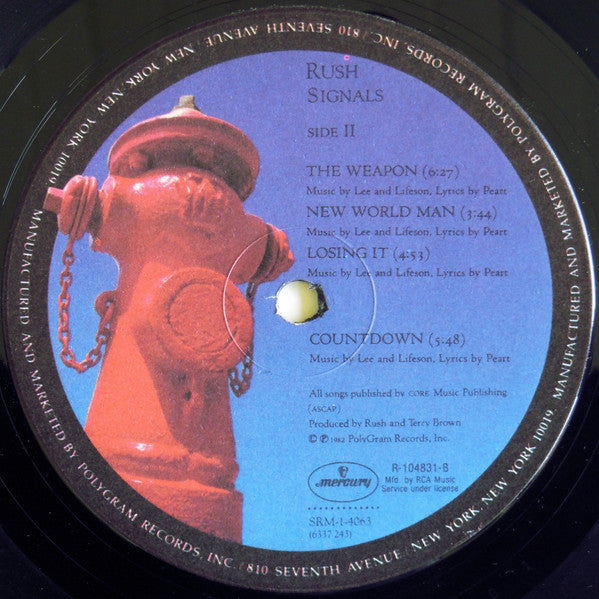 RUSH
SIGNALS
SIDE II
THE WEAPON (6:27)
Music by Lee and Lifeson, Lyrics by Peart
NEW WORLD MAN (3:44)
Music by Lee and Lifeson, Lyrics by Peart
LOSING IT (4:53)
Music by Lee and Lifeson, Lyrics by Peart
COUNTDOWN (5:48)
Music by Lee and Lifeson, Lyrics by Peart
All songs published by CORE Music Publishing
(ASCAP)
Produced by Rush and Terry Brown
© ℗ 1982 PolyGram Records, Inc.
mercury
R-104831-B
Mfd. by RCA Music
Service under license
SRM-1-4063
(6337 243)
MANUFACTURED AND MARKETED BY POLYGRAM RECORDS, INC./810 SEVENTH AVENUE/NEW YORK, NEW YORK 10019
MANUFACTURED AND MARKETED BY POLYGRAM RECORDS, INC./810 SEVENTH AVENUE/NEW YORK, NEW YORK 10019